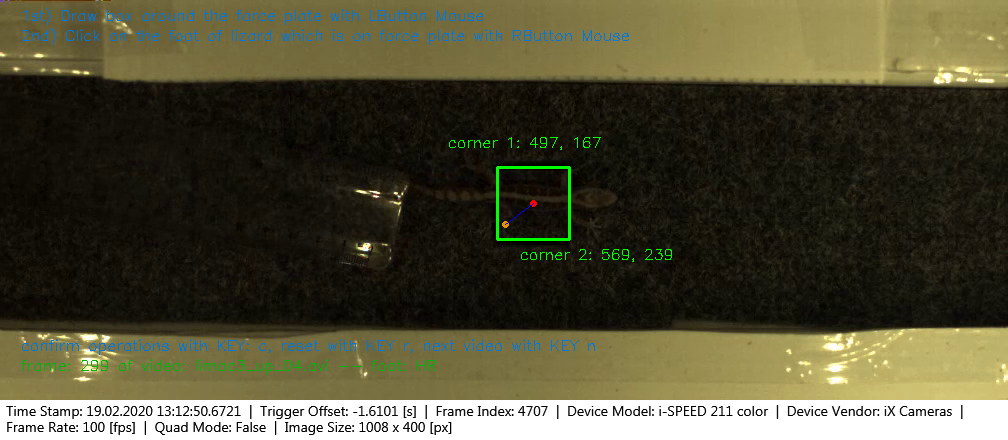 1st) Draw box around the force plate with LButton Mouse
2nd) Click on the foot of lizard which is on force plate with RButton Mouse
corner 1: 497, 167
corner 2: 569, 239
confirm operations with KEY: c, reset with KEY r, next video with KEY n
frame: 299 of video:
Time Stamp: 19.02.2020 13:12:50.6721 | Trigger Offset: -1.6101 [s] | Frame Index: 4707 | Device Model: i-SPEED 211 color | Device Vendor: iX Cameras |
Frame Rate: 100 [fps] | Quad Mode: False | Image Size: 1008 x 400 [px]